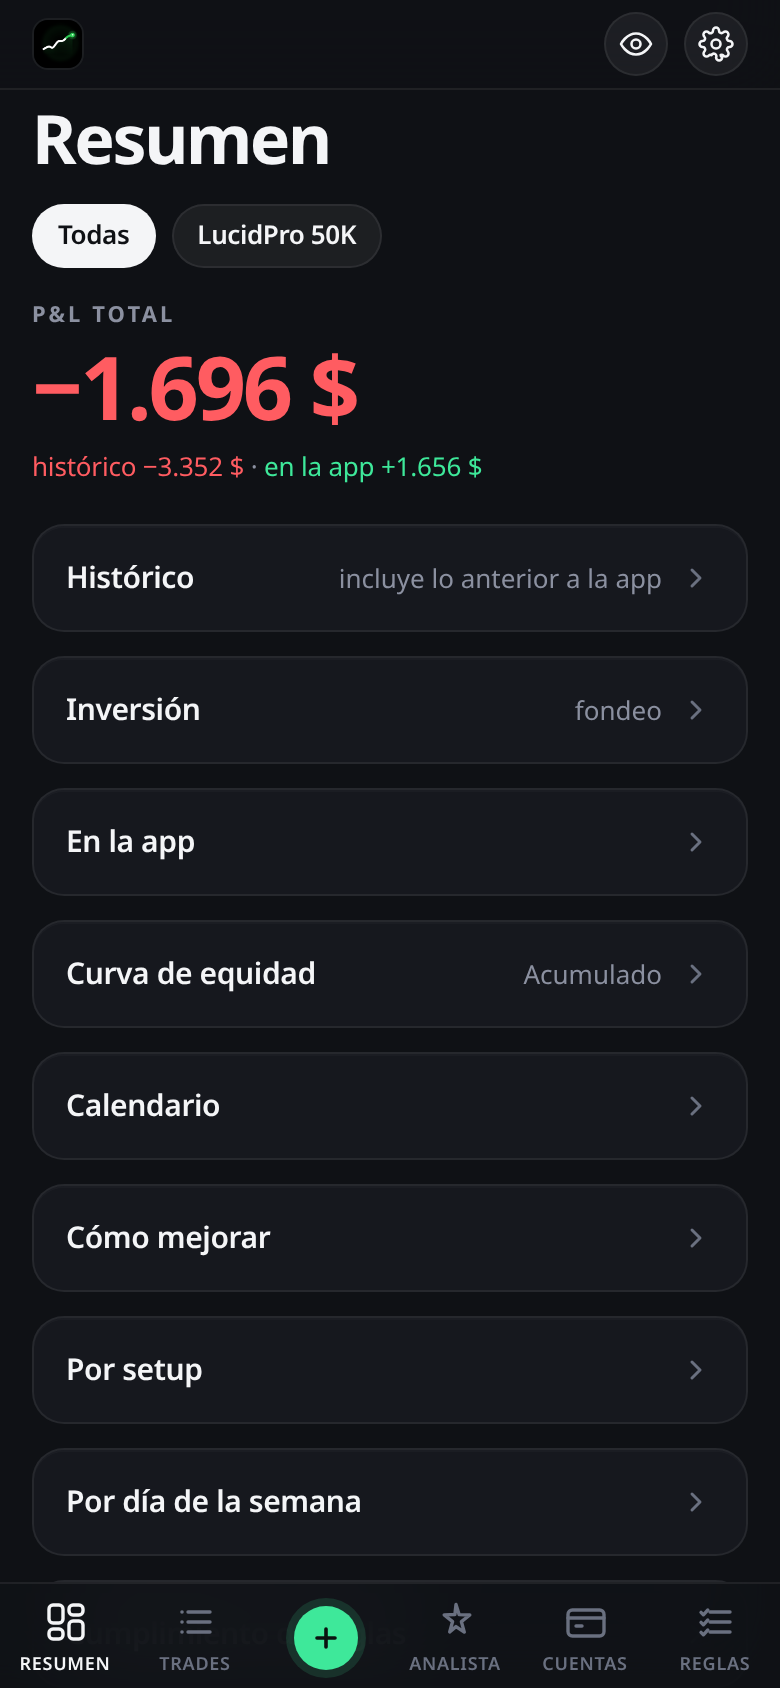 Resumen
Todas
LucidPro 50K
P&L TOTAL
−1.696 $
histórico −3.352 $ · en la app +1.656 $
Histórico
incluye lo anterior a la app
Inversión
fondeo
En la app
Curva de equidad
Acumulado
Calendario
Cómo mejorar
Por setup
Por día de la semana
RESUMEN
TRADES
ANALISTA
CUENTAS
REGLAS